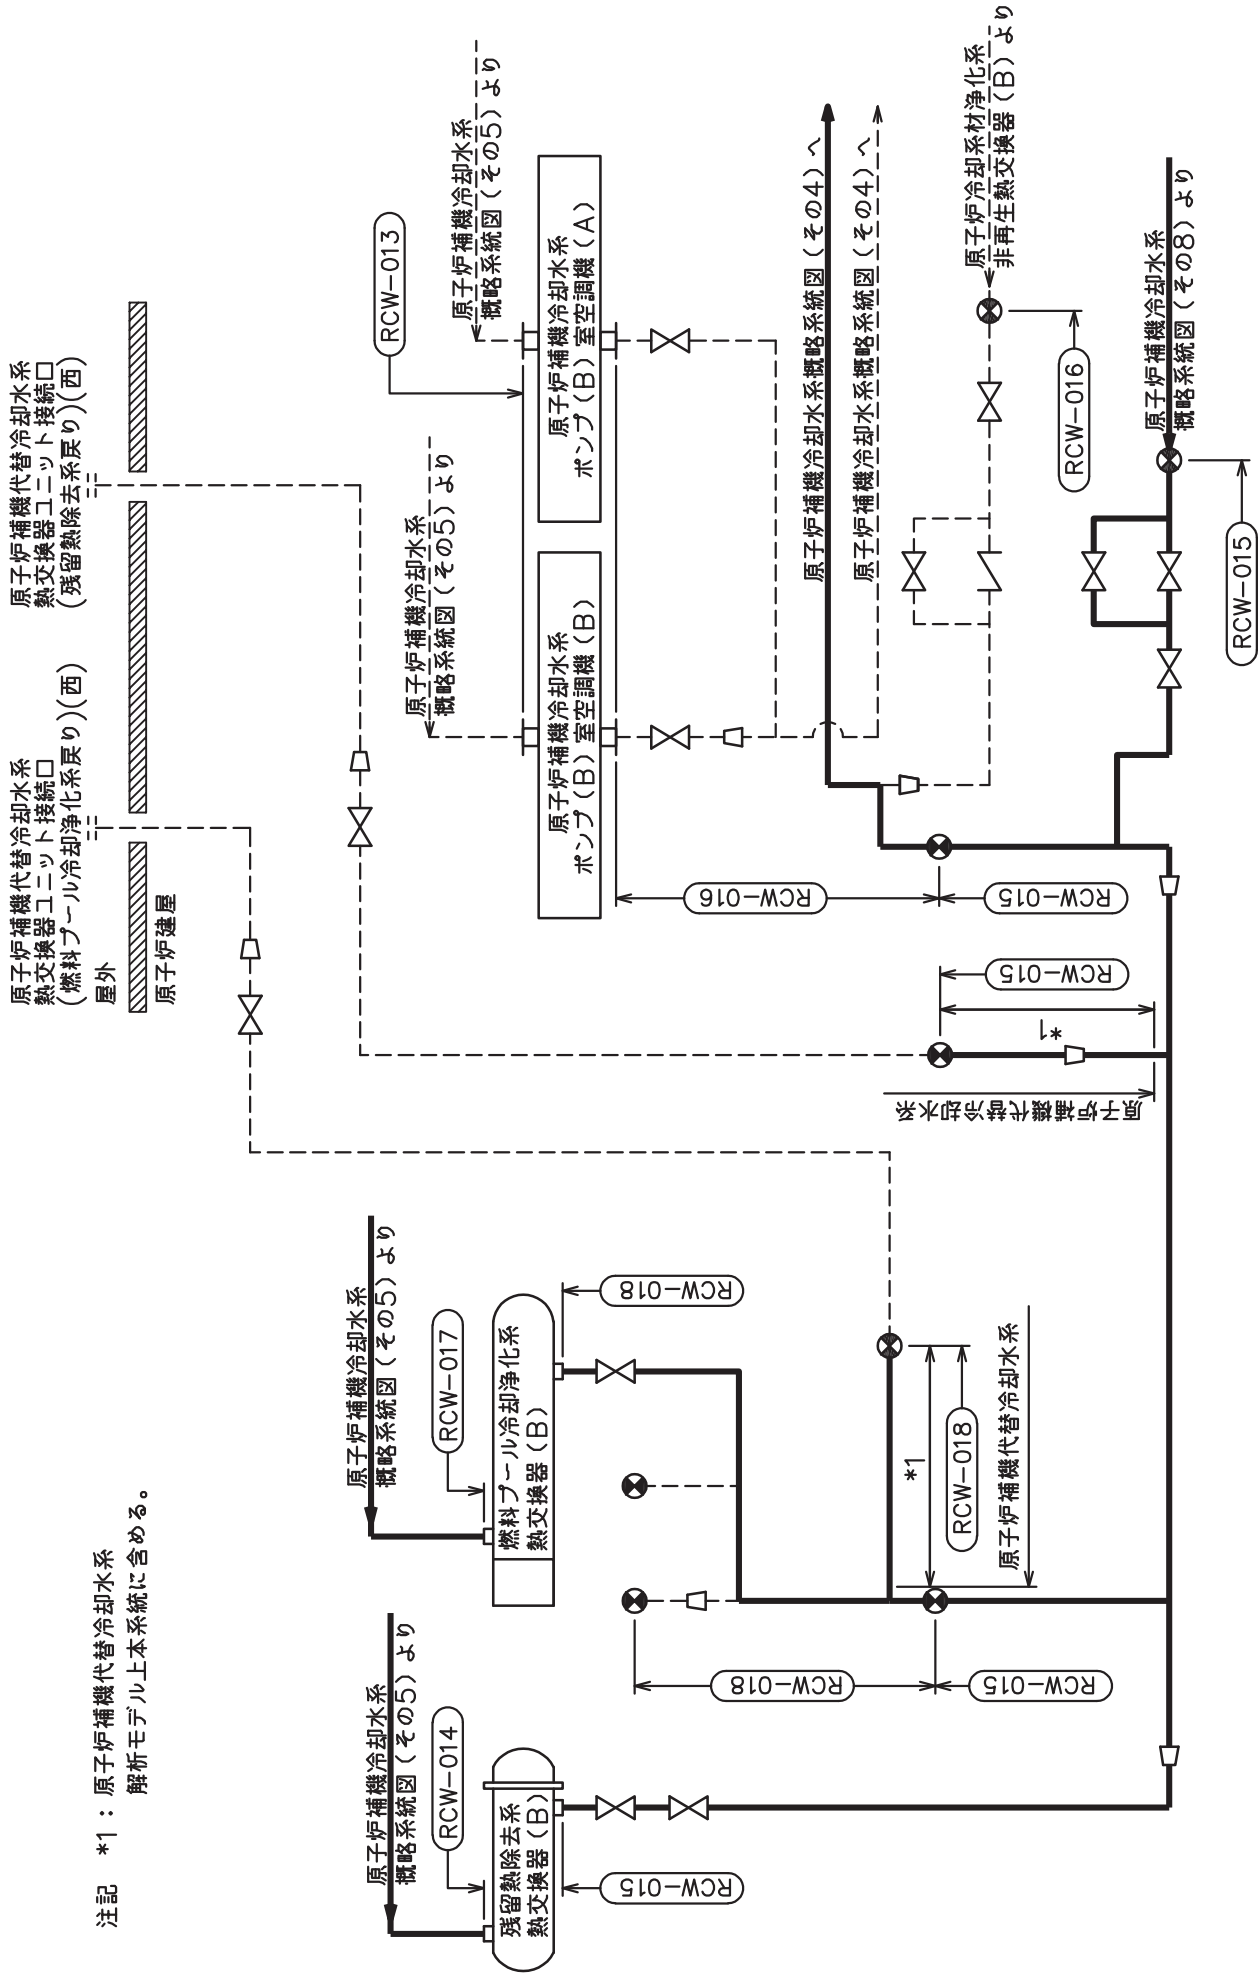 注記　*1：原子炉補機代替冷却水系
解析モデル上本系統に含める。
原子炉補機代替冷却水系
熱交換器ユニット接続口
(燃料プール冷却浄化系戻り)(西)
原子炉補機代替冷却水系
熱交換器ユニット接続口
(残留熱除去系戻り)(西)
屋外
原子炉建屋
原子炉補機冷却水系
概略系統図(その5)より
RCW-014
残留熱除去系
熱交換器(B)
RCW-015
原子炉補機冷却水系
概略系統図(その5)より
RCW-017
燃料プール冷却浄化系
熱交換器(B)
RCW-018
RCW-018
RCW-015
*1
RCW-018
原子炉補機代替冷却水系
原子炉補機代替冷却水系
*1
RCW-015
原子炉補機冷却水系
概略系統図(その5)より
原子炉補機冷却水系
概略系統図(その5)より
RCW-013
原子炉補機冷却水系
ポンプ(B)室空調機(B)
原子炉補機冷却水系
ポンプ(B)室空調機(A)
RCW-016
RCW-015
原子炉補機冷却水系概略系統図(その4)へ
原子炉補機冷却水系概略系統図(その4)へ
原子炉冷却系材浄化系
非再生熱交換器(B)より
RCW-016
原子炉補機冷却水系
概略系統図(その8)より
RCW-015